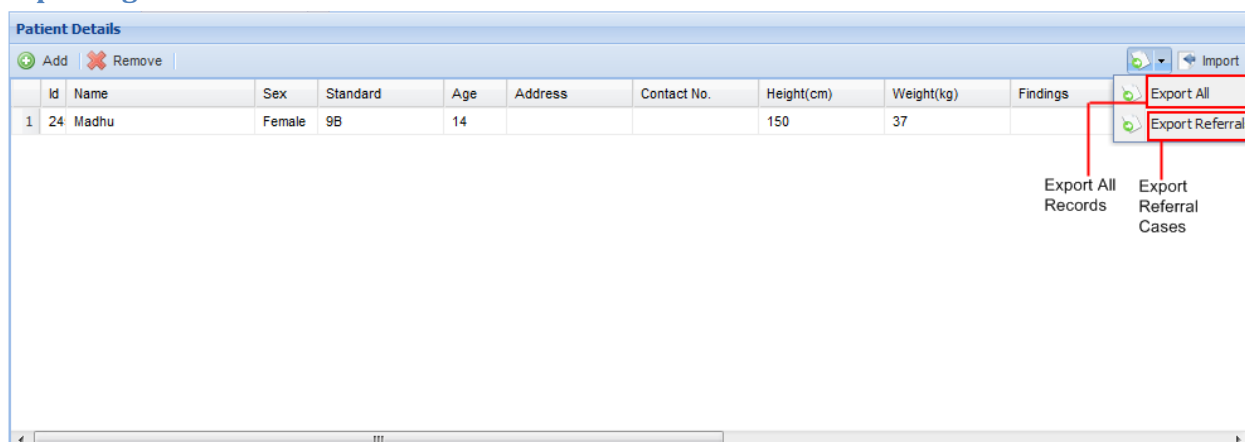 Patient Details
Add Remove Import
Id Name Sex Standard Age Address Contact No. Height(cm) Weight(kg) Findings Export All
1 24 Madhu Female 9B 14 150 37 Export Referral
Export All Records
Export Referral Cases